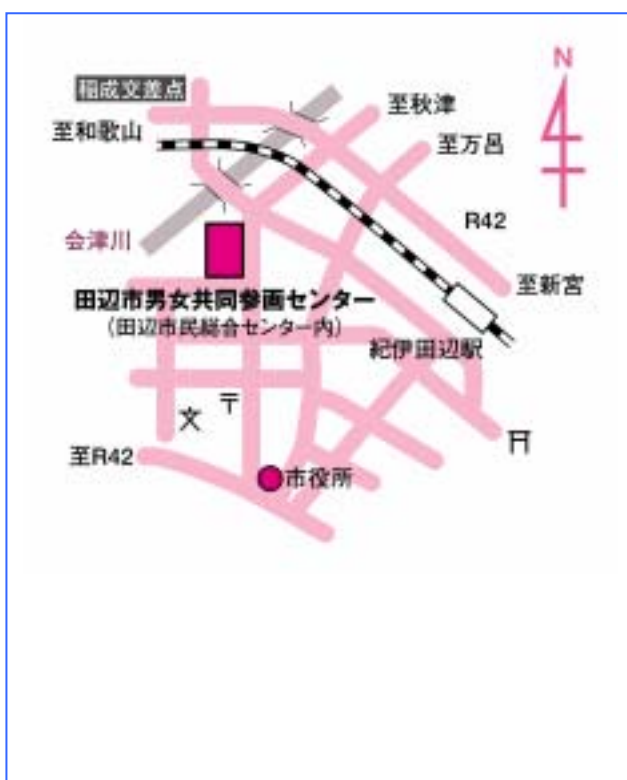 N
稲成交差点
至秋津
至和歌山
至万呂
R42
会津川
至新宮
田辺市男女共同参画センター
（田辺市民総合センター内）
紀伊田辺駅
〒
文
至R42
市役所